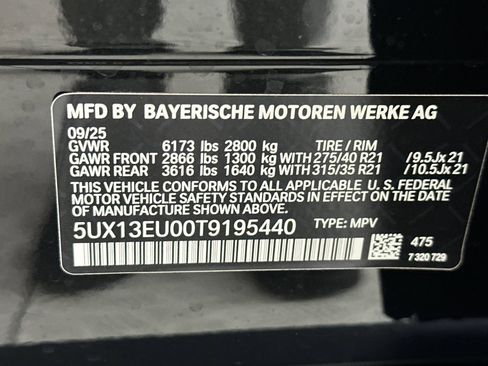 MFD BY BAYERISCHE MOTOREN WERKE AG
09/25
GVWR 6173 lbs 2800 kg TIRE / RIM
GAWR FRONT 2866 lbs 1300 kg WITH 275/40 R21 /9.5Jx21
GAWR REAR 3616 lbs 1640 kg WITH 315/35 R21 /10.5Jx21
THIS VEHICLE CONFORMS TO ALL APPLICABLE U. S. FEDERAL
MOTOR VEHICLE SAFETY STANDARDS IN EFFECT ON THE DATE
OF MANUFACTURE SHOWN ABOVE.
5UX13EU00T9195440 TYPE: MPV
475
7 320 729